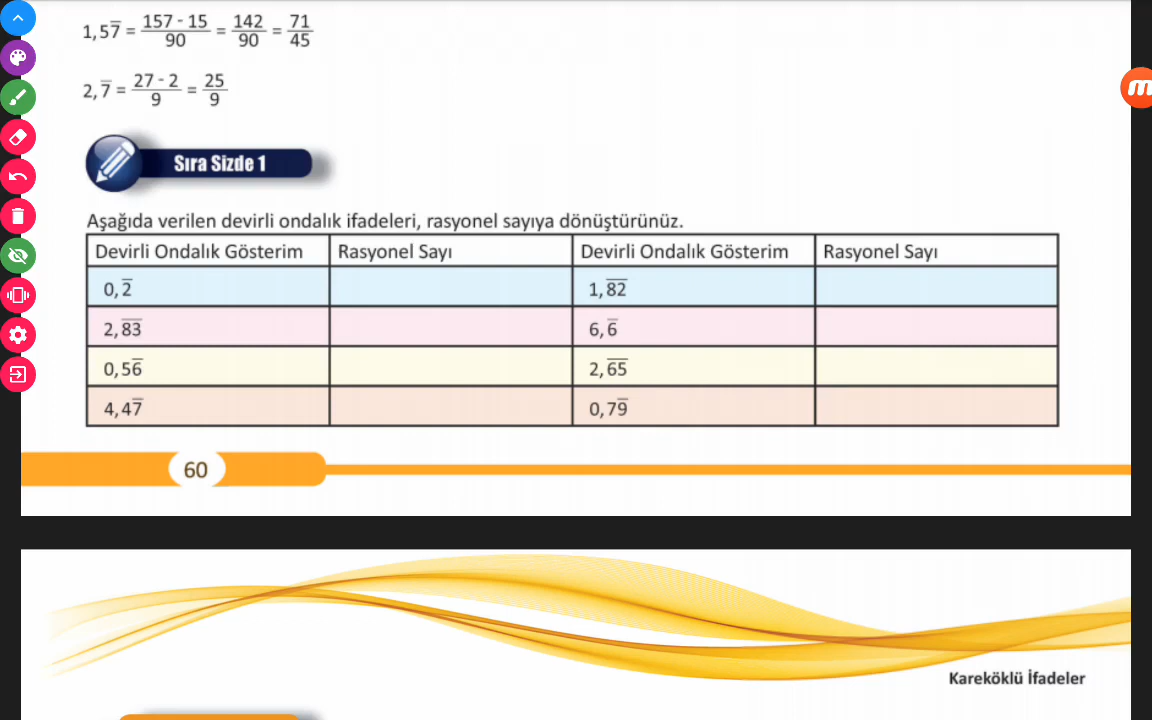 1,57̅ = 157 - 15 / 90 = 142 / 90 = 71 / 45
2,7̅ = 27 - 2 / 9 = 25 / 9
Sıra Sizde 1
Aşağıda verilen devirli ondalık ifadeleri, rasyonel sayıya dönüştürünüz.
Devirli Ondalık Gösterim Rasyonel Sayı Devirli Ondalık Gösterim Rasyonel Sayı
0,2̅ 1,8̅2̅
2,8̅3̅ 6,6̅
0,56̅ 2,6̅5̅
4,47̅ 0,79̅
60
Kareköklü İfadeler